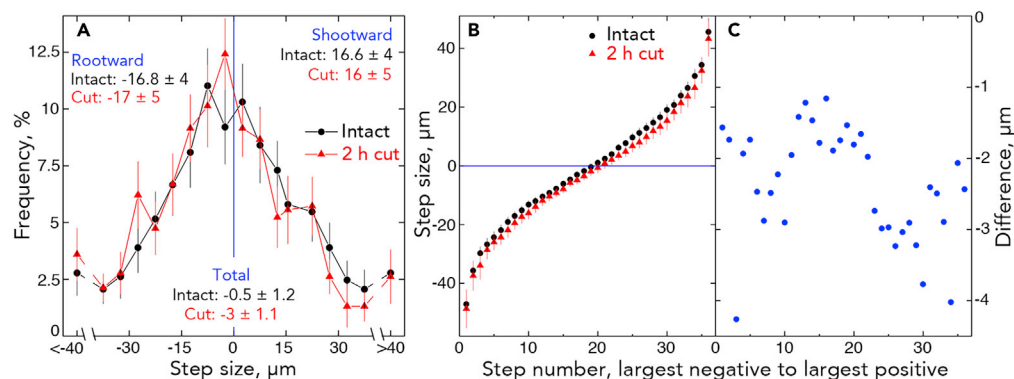 A
Rootward
Intact: -16.8 ± 4
Cut: -17 ± 5
Shootward
Intact: 16.6 ± 4
Cut: 16 ± 5
Intact
2 h cut
Total
Intact: -0.5 ± 1.2
Cut: -3 ± 1.1
Frequency, %
12.5
10.0
7.5
5.0
2.5
0
<-40
-30
-15
0
15
30
>40
Step size, µm
B
Intact
2 h cut
Step size, µm
40
20
0
-20
-40
0
10
20
30
C
0
-1
-2
-3
-4
Difference, µm
0
10
20
30
Step number, largest negative to largest positive